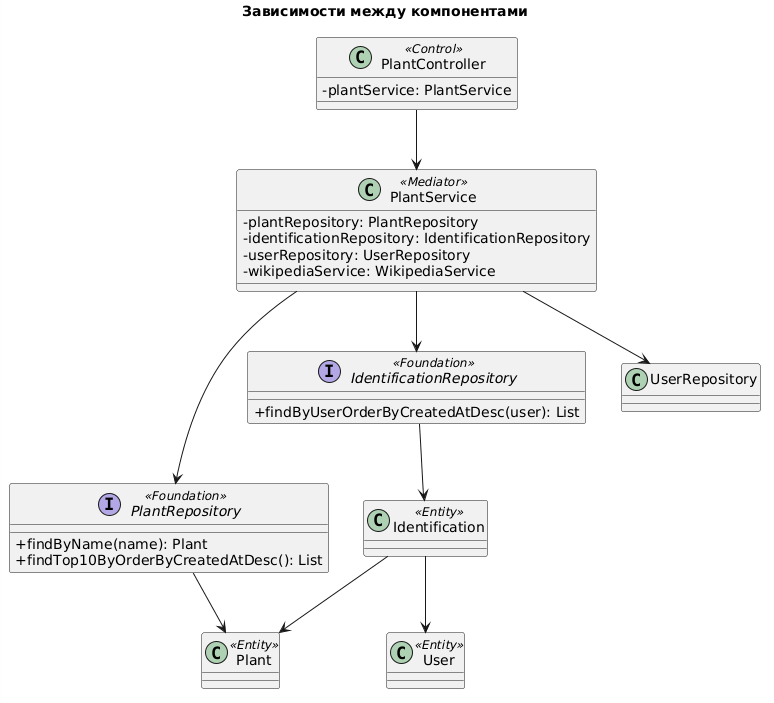 Зависимости между компонентами
C «Control»
PlantController
-plantService: PlantService
C «Mediator»
PlantService
-plantRepository: PlantRepository
-identificationRepository: IdentificationRepository
-userRepository: UserRepository
-wikipediaService: WikipediaService
I «Foundation»
IdentificationRepository
+findByUserOrderByCreatedAtDesc(user): List
C UserRepository
I «Foundation»
PlantRepository
+findByName(name): Plant
+findTop10ByOrderByCreatedAtDesc(): List
C «Entity»
Identification
C «Entity»
Plant
C «Entity»
User